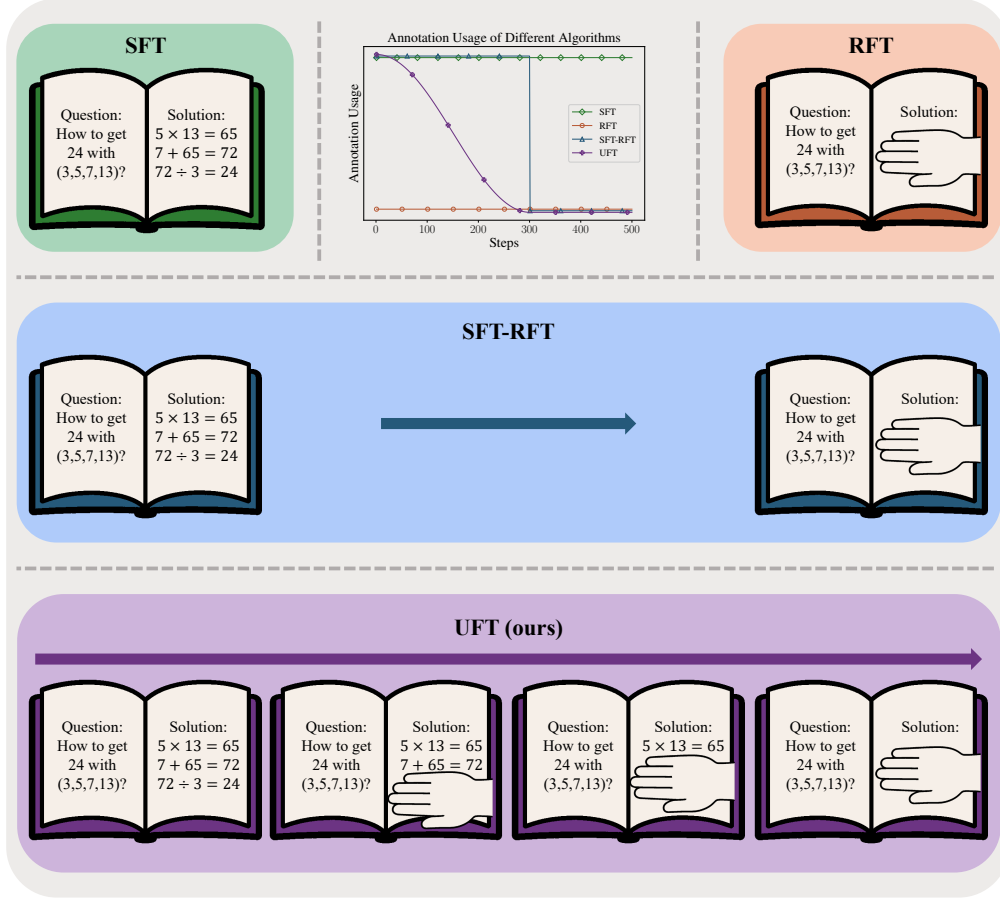 SFT
Question:
How to get
24 with
(3,5,7,13)?
Solution:
5 × 13 = 65
7 + 65 = 72
72 ÷ 3 = 24
Annotation Usage of Different Algorithms
Annotation Usage
SFT
RFT
SFT-RFT
UFT
0 100 200 300 400 500
Steps
RFT
Question:
How to get
24 with
(3,5,7,13)?
Solution:
SFT-RFT
Question:
How to get
24 with
(3,5,7,13)?
Solution:
5 × 13 = 65
7 + 65 = 72
72 ÷ 3 = 24
Question:
How to get
24 with
(3,5,7,13)?
Solution:
UFT (ours)
Question:
How to get
24 with
(3,5,7,13)?
Solution:
5 × 13 = 65
7 + 65 = 72
72 ÷ 3 = 24
Question:
How to get
24 with
(3,5,7,13)?
Solution:
5 × 13 = 65
7 + 65 = 72
Question:
How to get
24 with
(3,5,7,13)?
Solution:
5 × 13 = 65
Question:
How to get
24 with
(3,5,7,13)?
Solution: